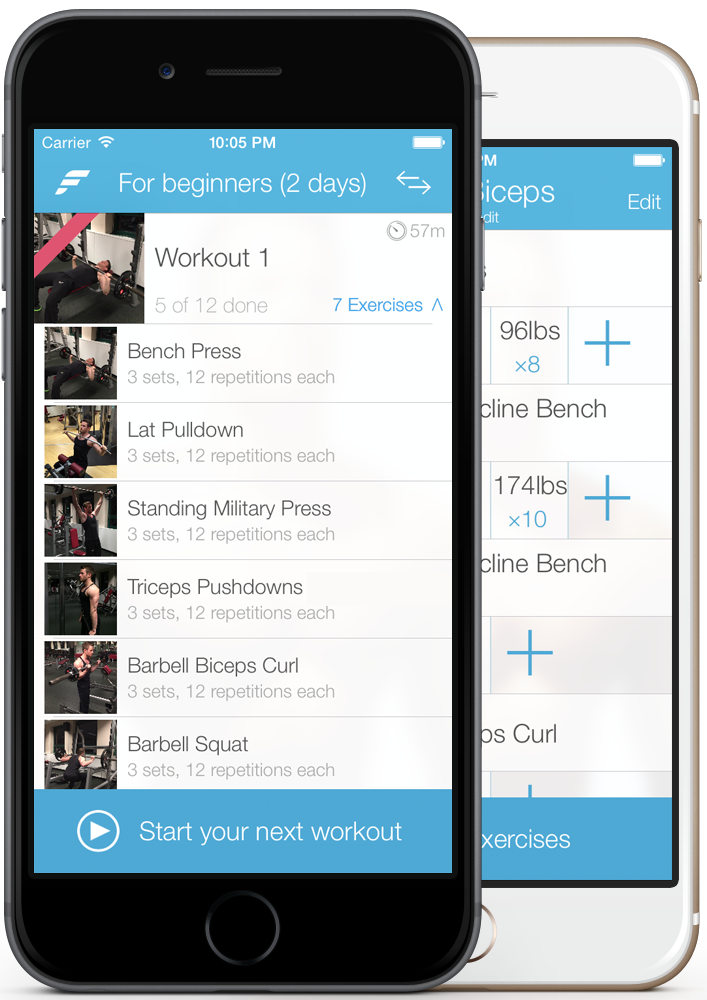 Carrier 10:05 PM
For beginners (2 days)
57m
Workout 1
5 of 12 done 7 Exercises
Bench Press
3 sets, 12 repetitions each
Lat Pulldown
3 sets, 12 repetitions each
Standing Military Press
3 sets, 12 repetitions each
Triceps Pushdowns
3 sets, 12 repetitions each
Barbell Biceps Curl
3 sets, 12 repetitions each
Barbell Squat
3 sets, 12 repetitions each
Start your next workout
PM
Biceps
dit
Edit
s
96lbs
×8
cline Bench
174lbs
×10
cline Bench
ps Curl
xercises